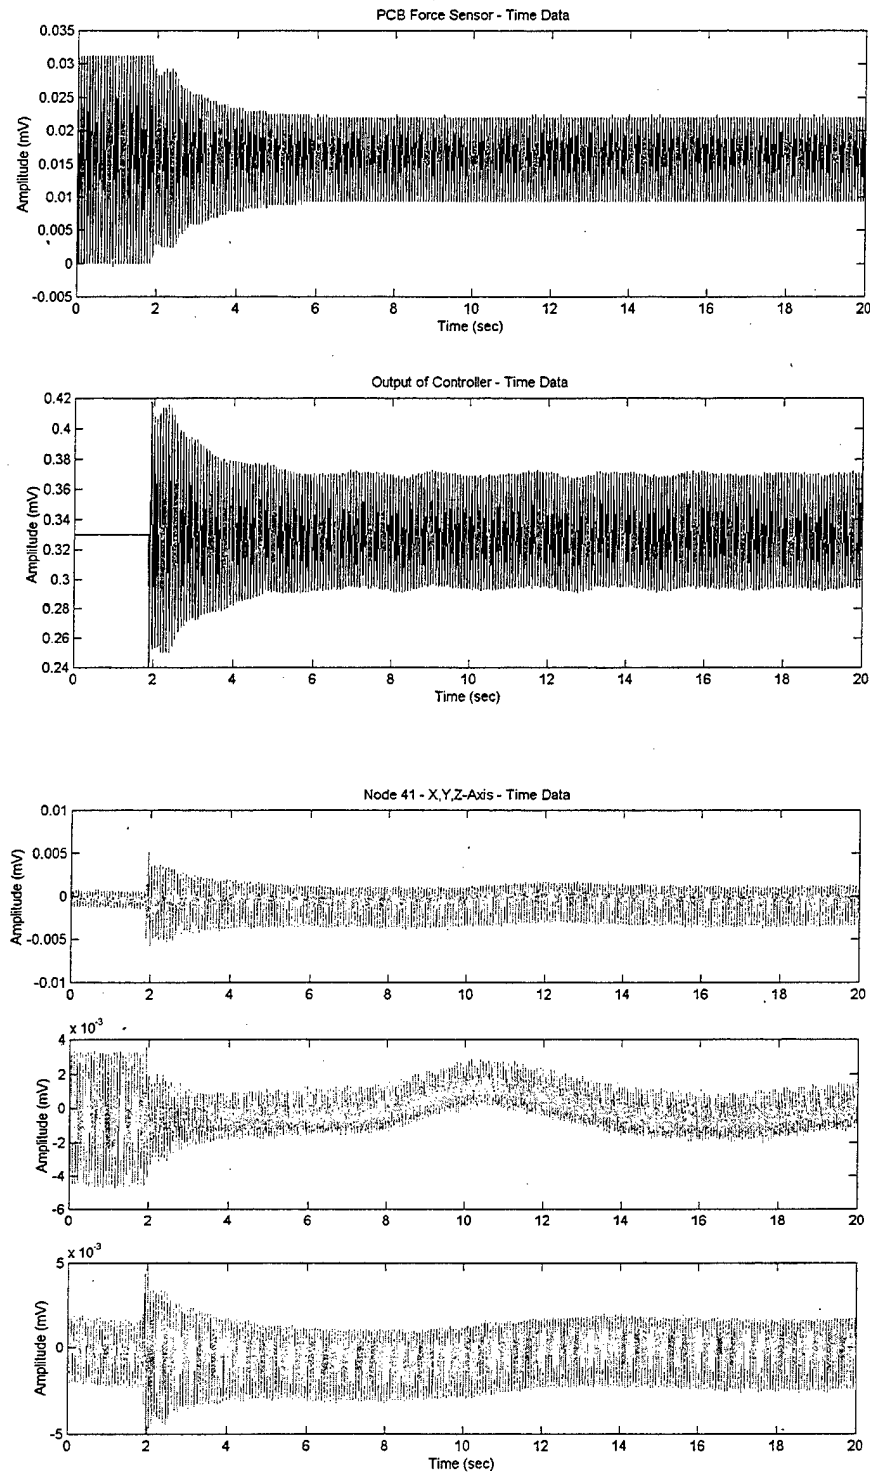 PCB Force Sensor - Time Data
0.035
0.03
0.025
0.02
0.015
0.01
0.005
0
-0.005
Amplitude (mV)
0 2 4 6 8 10 12 14 16 18 20
Time (sec)
Output of Controller - Time Data
0.42
0.4
0.38
0.36
0.34
0.32
0.3
0.28
0.26
0.24
Amplitude (mV)
0 2 4 6 8 10 12 14 16 18 20
Time (sec)
Node 41 - X,Y,Z-Axis - Time Data
0.01
0.005
0
-0.005
-0.01
Amplitude (mV)
0 2 4 6 8 10 12 14 16 18 20
x 10-3
4
2
0
-2
-4
-6
Amplitude (mV)
0 2 4 6 8 10 12 14 16 18 20
x 10-3
5
0
-5
Amplitude (mV)
0 2 4 6 8 10 12 14 16 18 20
Time (sec)